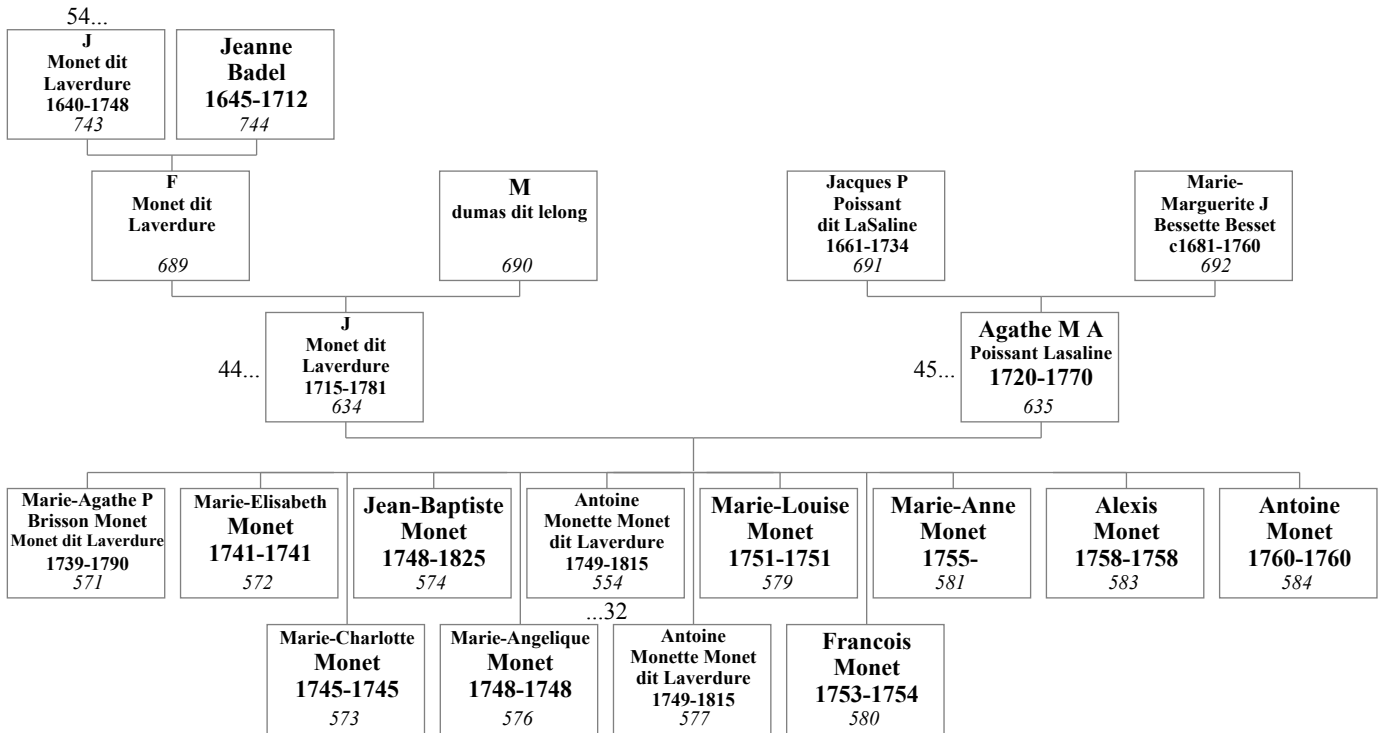 54...
J
Monet dit
Laverdure
1640-1748
743
Jeanne
Badel
1645-1712
744
F
Monet dit
Laverdure
689
M
dumas dit lelong
690
Jacques P
Poissant
dit LaSaline
1661-1734
691
Marie-
Marguerite J
Bessette Besset
c1681-1760
692
44...
J
Monet dit
Laverdure
1715-1781
634
45...
Agathe M A
Poissant Lasaline
1720-1770
635
Marie-Agathe P
Brisson Monet
Monet dit Laverdure
1739-1790
571
Marie-Elisabeth
Monet
1741-1741
572
Jean-Baptiste
Monet
1748-1825
574
Antoine
Monette Monet
dit Laverdure
1749-1815
554
...32
Marie-Louise
Monet
1751-1751
579
Marie-Anne
Monet
1755-
581
Alexis
Monet
1758-1758
583
Antoine
Monet
1760-1760
584
Marie-Charlotte
Monet
1745-1745
573
Marie-Angelique
Monet
1748-1748
576
Antoine
Monette Monet
dit Laverdure
1749-1815
577
Francois
Monet
1753-1754
580